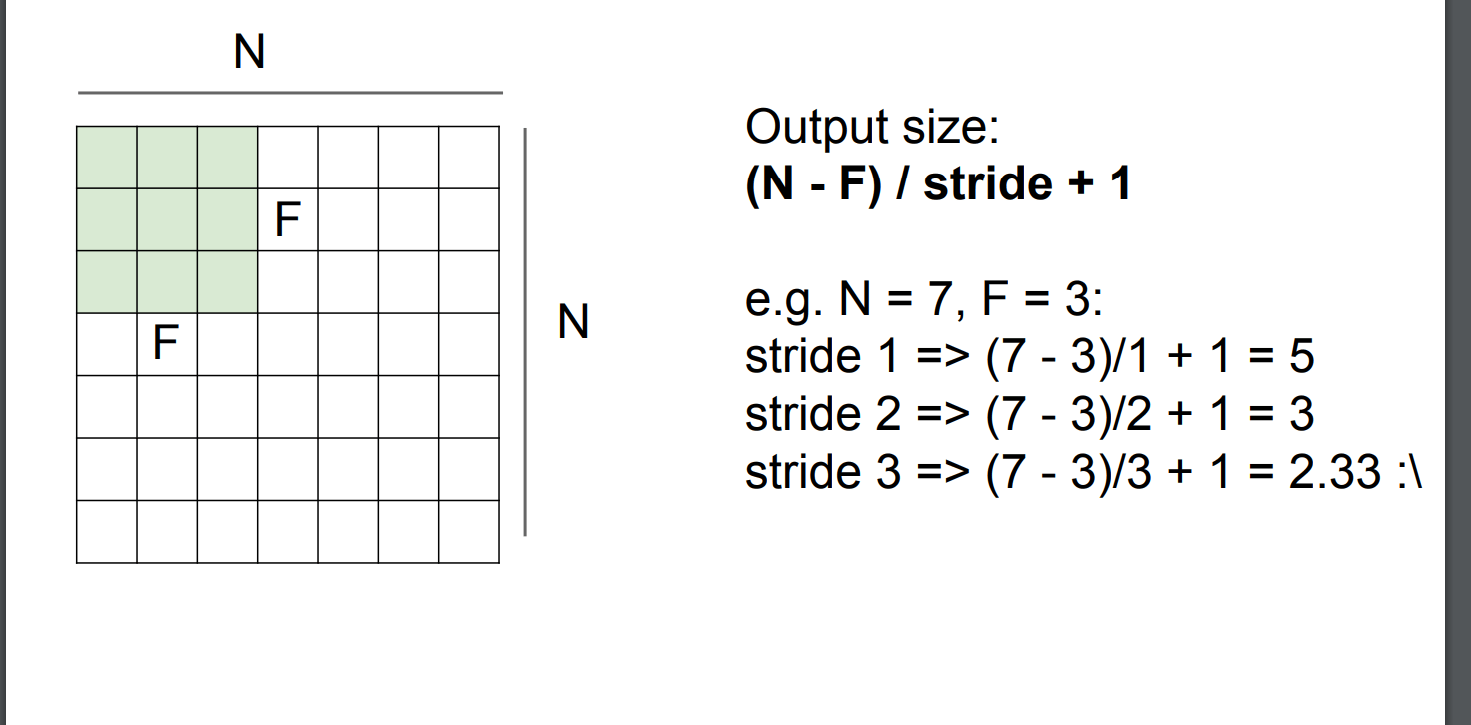 N
F
F
N
Output size:
(N - F) / stride + 1
e.g. N = 7, F = 3:
stride 1 => (7 - 3)/1 + 1 = 5
stride 2 => (7 - 3)/2 + 1 = 3
stride 3 => (7 - 3)/3 + 1 = 2.33 :\